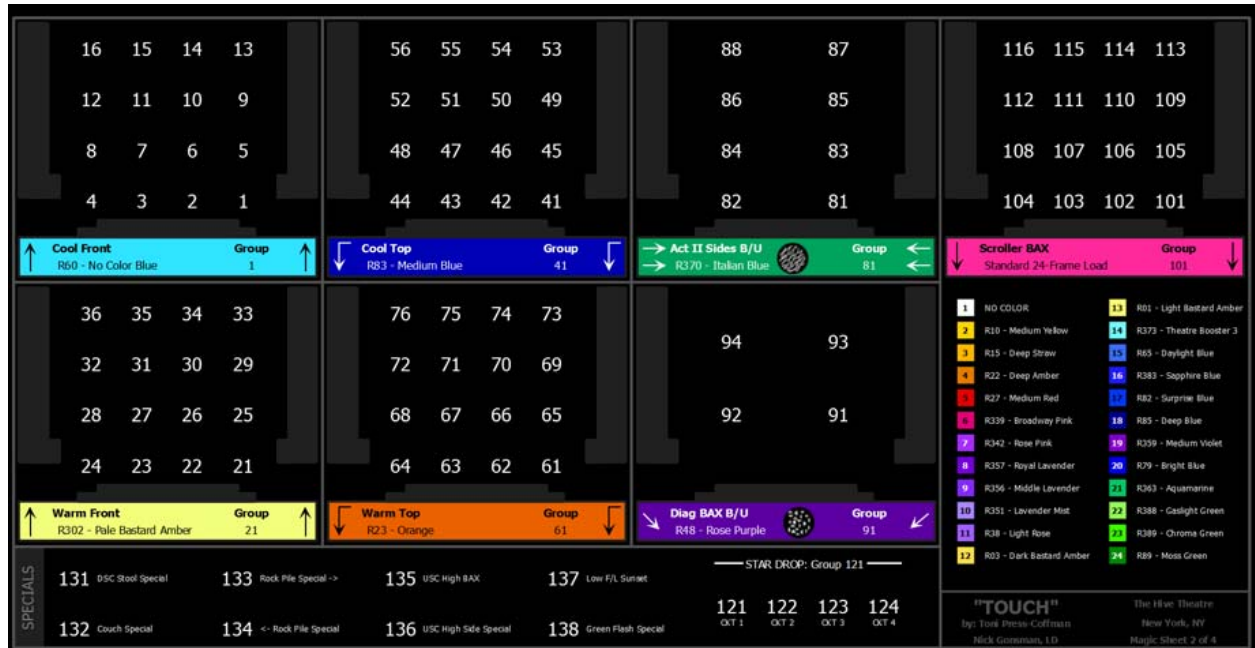 16 15 14 13
12 11 10 9
8 7 6 5
4 3 2 1
Cool Front Group
R60 - No Color Blue 1
56 55 54 53
52 51 50 49
48 47 46 45
44 43 42 41
Cool Top Group
R83 - Medium Blue 41
88 87
86 85
84 83
82 81
Act II Sides B/U Group
R370 - Italian Blue 81
116 115 114 113
112 111 110 109
108 107 106 105
104 103 102 101
Scroller BAX Group
Standard 24-Frame Load 101
36 35 34 33
32 31 30 29
28 27 26 25
24 23 22 21
Warm Front Group
R302 - Pale Bastard Amber 21
76 75 74 73
72 71 70 69
68 67 66 65
64 63 62 61
Warm Top Group
R23 - Orange 61
94 93
92 91
Diag BAX B/U Group
R48 - Rose Purple 91
1 NO COLOR
2 R10 - Medium Yellow
3 R15 - Deep Straw
4 R22 - Deep Amber
5 R27 - Medium Red
6 R339 - Broadway Pink
7 R342 - Rose Pink
8 R357 - Royal Lavender
9 R356 - Middle Lavender
10 R351 - Lavender Mist
11 R38 - Light Rose
12 R03 - Dark Bastard Amber
13 R01 - Light Bastard Amber
14 R373 - Theatre Booster 3
15 R65 - Daylight Blue
16 R383 - Sapphire Blue
17 R82 - Surprise Blue
18 R85 - Deep Blue
19 R359 - Medium Violet
20 R79 - Bright Blue
21 R363 - Aquamarine
22 R388 - Gaslight Green
23 R389 - Chroma Green
24 R89 - Moss Green
SPECIALS
131 DSC Stool Special
133 Rock Pile Special ->
135 USC High BAX
137 Low F/L Sunset
132 Couch Special
134 <- Rock Pile Special
136 USC High Side Special
138 Green Flash Special
STAR DROP: Group 121
121 122 123 124
CKT 1 CKT 2 CKT 3 CKT 4
"TOUCH"
by: Toni Press-Coffman
Nick Gonsman, LD
The Hive Theatre
New York, NY
Magic Sheet 2 of 4